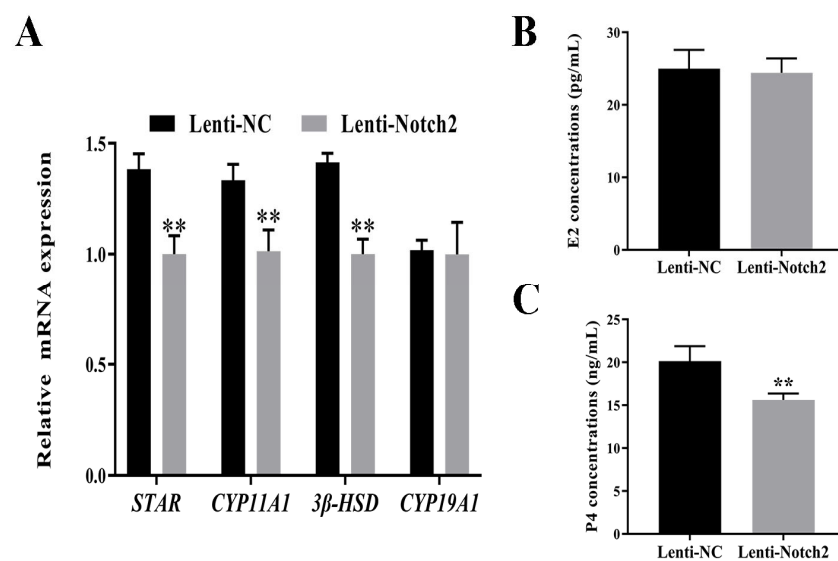 A
Lenti-NC Lenti-Notch2
Relative mRNA expression
1.5
1.0
0.5
0.0
** ** **
STAR CYP11A1 3β-HSD CYP19A1
B
E2 concentrations (pg/mL)
30
20
10
0
Lenti-NC Lenti-Notch2
C
P4 concentrations (ng/mL)
25
20
15
10
5
0
**
Lenti-NC Lenti-Notch2